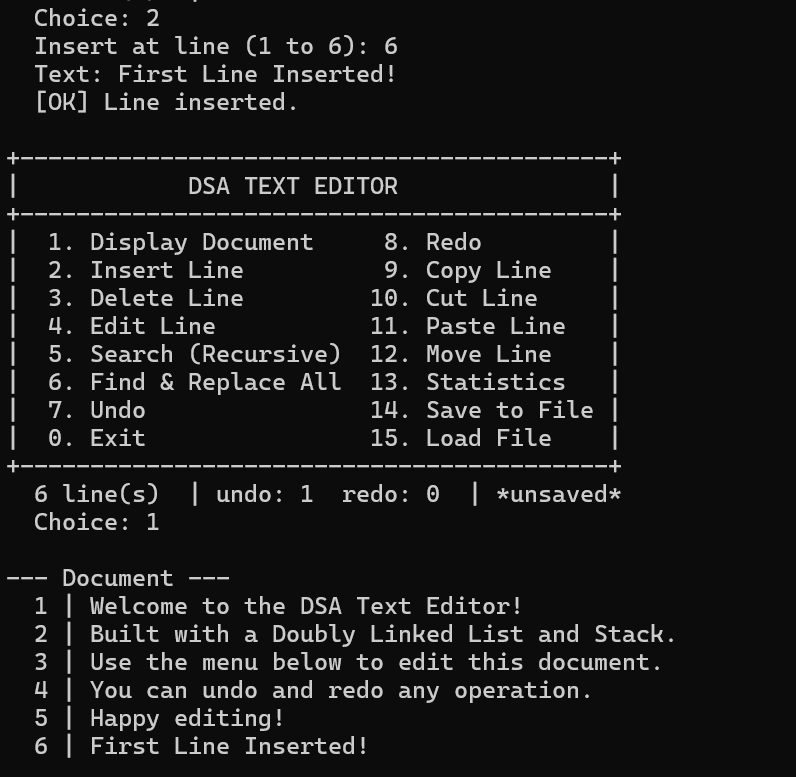 Choice: 2
Insert at line (1 to 6): 6
Text: First Line Inserted!
[OK] Line inserted.
+------------------------------------------+
|            DSA TEXT EDITOR               |
+------------------------------------------+
|  1. Display Document     8. Redo         |
|  2. Insert Line          9. Copy Line    |
|  3. Delete Line         10. Cut Line     |
|  4. Edit Line           11. Paste Line   |
|  5. Search (Recursive)  12. Move Line    |
|  6. Find & Replace All  13. Statistics   |
|  7. Undo                14. Save to File |
|  0. Exit                15. Load File    |
+------------------------------------------+
6 line(s)  | undo: 1  redo: 0  | *unsaved*
Choice: 1
--- Document ---
1 | Welcome to the DSA Text Editor!
2 | Built with a Doubly Linked List and Stack.
3 | Use the menu below to edit this document.
4 | You can undo and redo any operation.
5 | Happy editing!
6 | First Line Inserted!